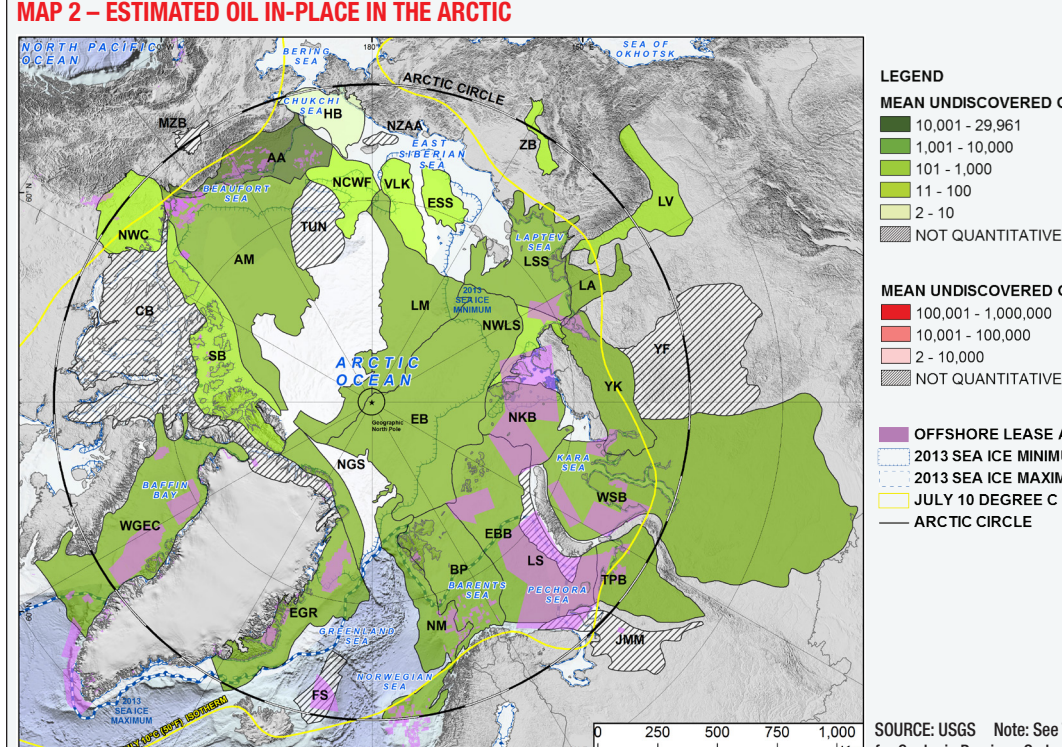 MAP 2 – ESTIMATED OIL IN-PLACE IN THE ARCTIC
NORTH PACIFIC
OCEAN
BERING
SEA
180°
SEA OF
OKHOTSK
ARCTIC CIRCLE
CHUKCHI
SEA
HB
MZB
NZAA
EAST
SIBERIAN
SEA
ZB
AA
NCWF
VLK
ESS
BEAUFORT
SEA
LV
TUN
NWC
LAPTEV
SEA
LSS
AM
LA
2013
SEA ICE
MINIMUM
LM
CB
NWLS
SB
YF
ARCTIC
OCEAN
YK
Geographic
North Pole
EB
NKB
NGS
KARA
SEA
BAFFIN
BAY
WSB
WGEC
EBB
LS
BP
BARENTS
SEA
PECHORA
SEA
TPB
EGR
NM
GREENLAND
SEA
JMM
NORWEGIAN
SEA
FS
2013
SEA ICE
MAXIMUM
JULY 10°C (50°F) ISOTHERM
0 250 500 750 1,000
LEGEND
MEAN UNDISCOVERED
10,001 - 29,961
1,001 - 10,000
101 - 1,000
11 - 100
2 - 10
NOT QUANTITATIVE
MEAN UNDISCOVERED
100,001 - 1,000,000
10,001 - 100,000
2 - 10,000
NOT QUANTITATIVE
OFFSHORE LEASE A
2013 SEA ICE MINIMU
2013 SEA ICE MAXIM
JULY 10 DEGREE C
ARCTIC CIRCLE
SOURCE: USGS Note: See